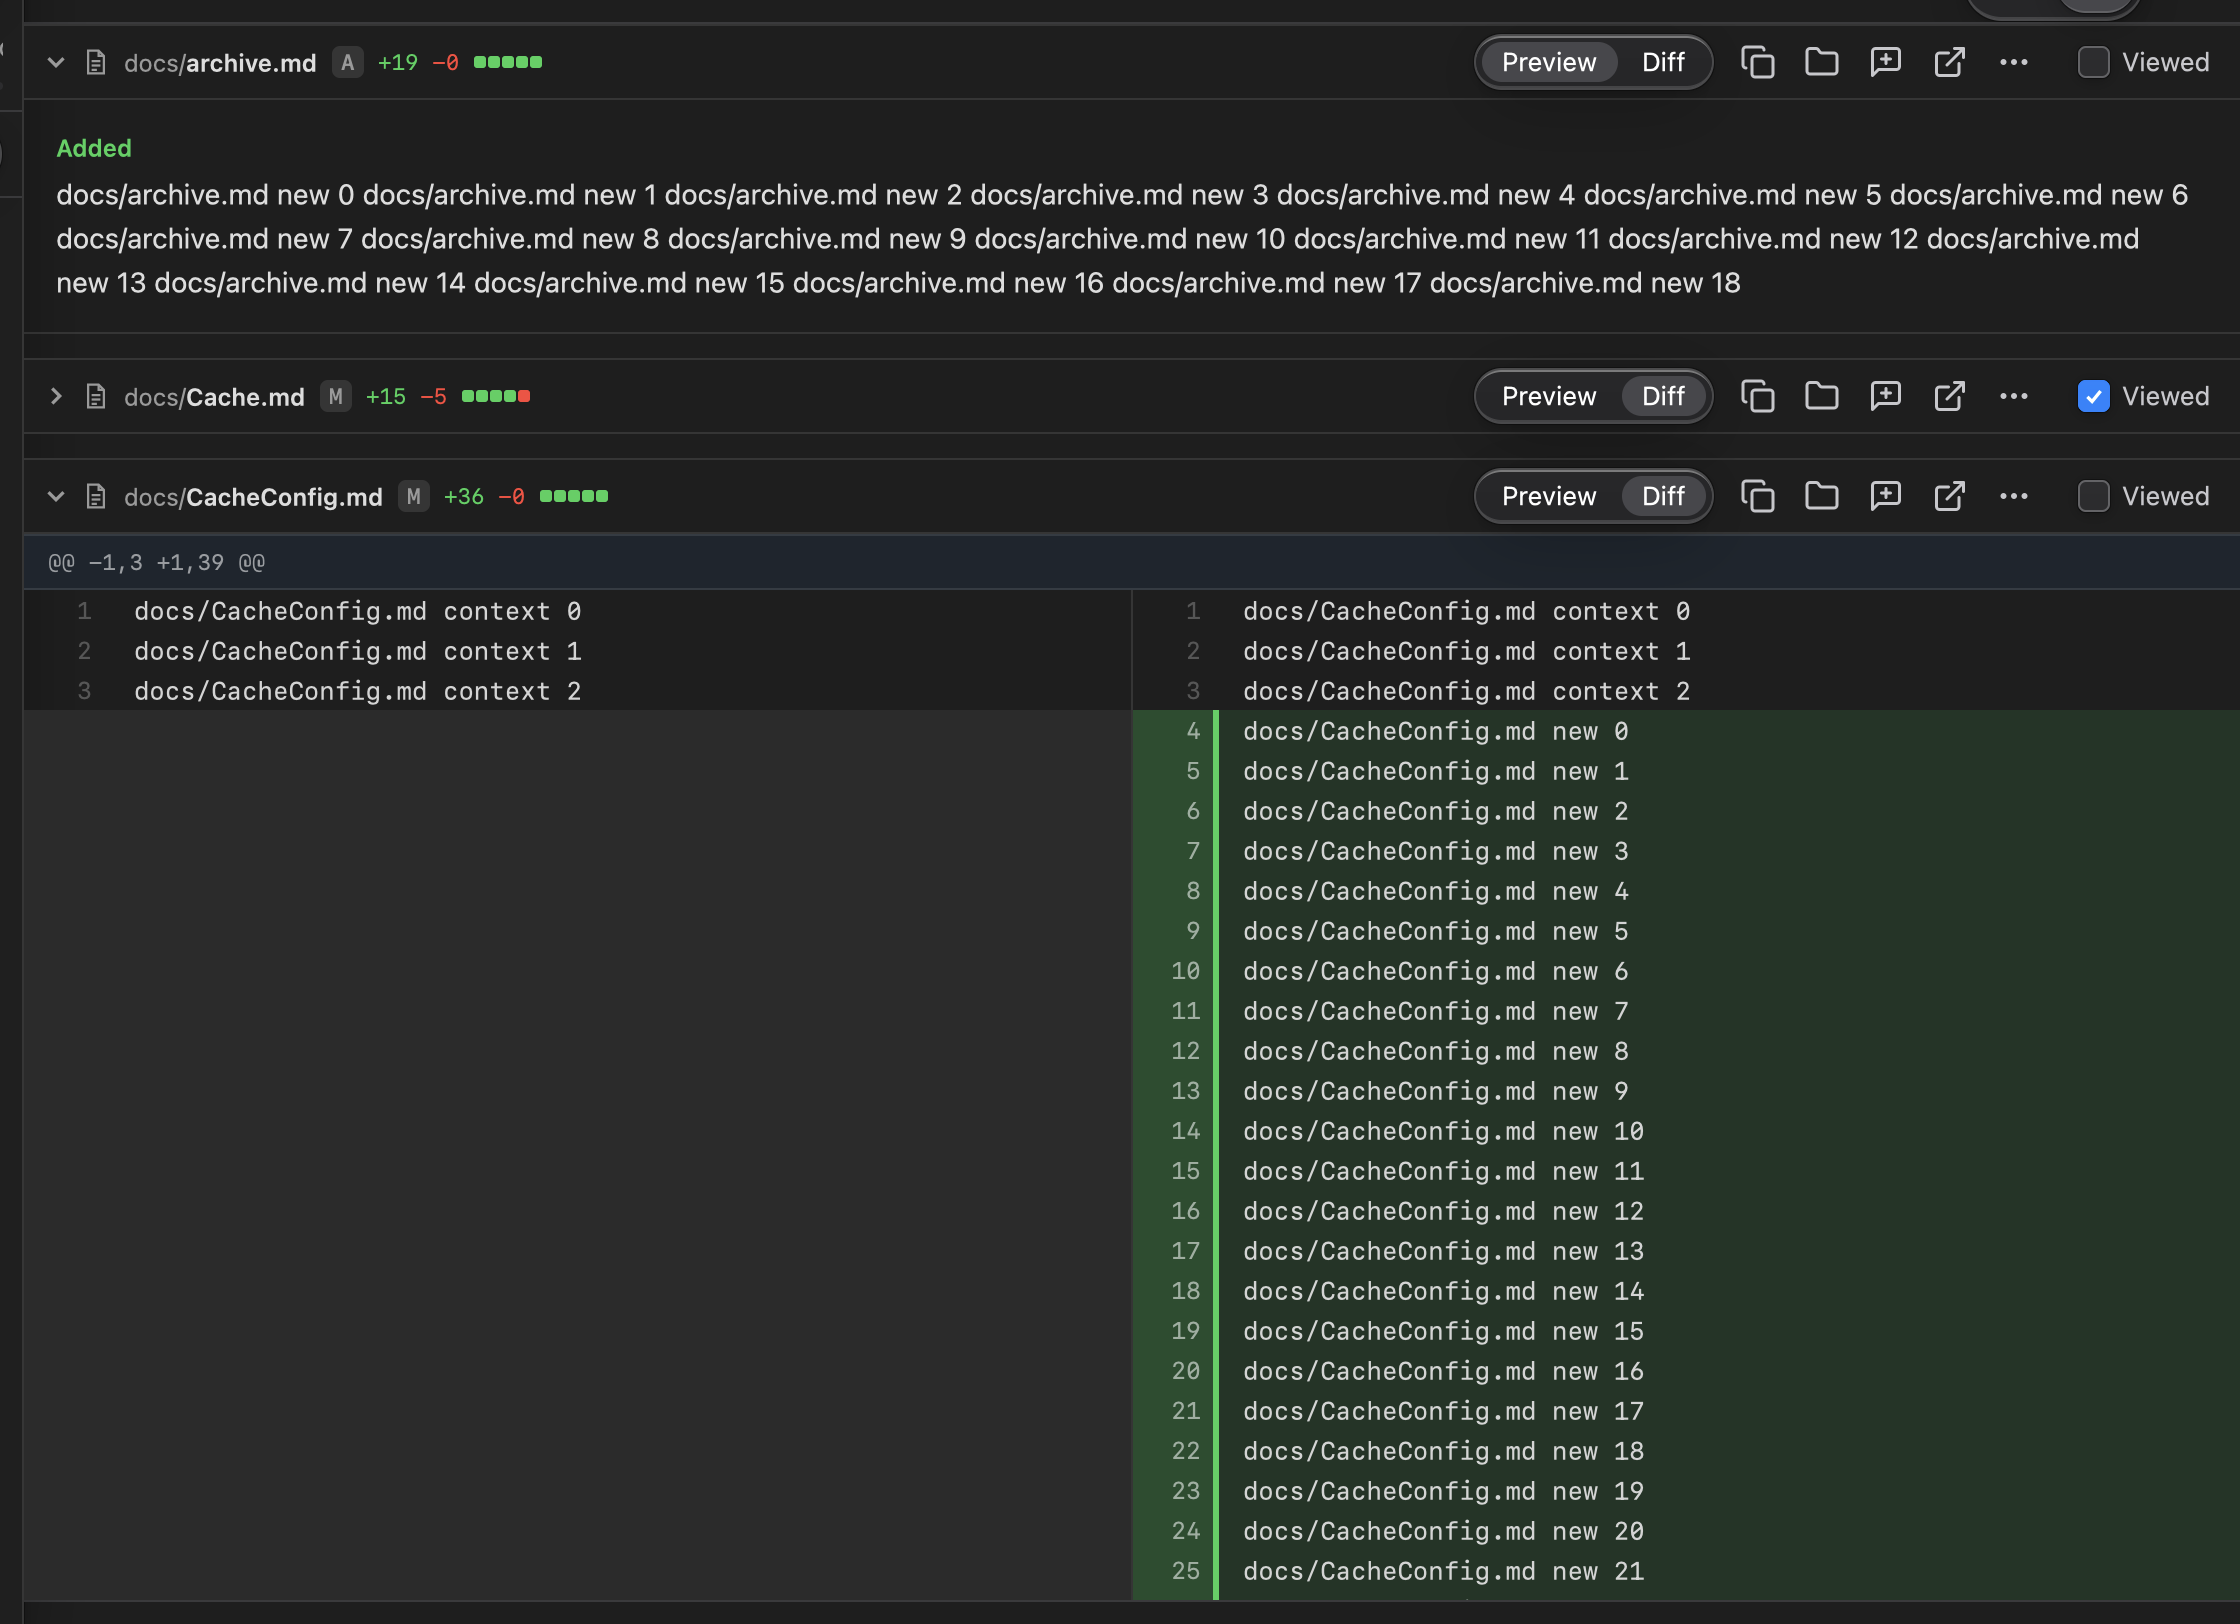 docs/archive.md A +19 −0 Preview Diff Viewed
Added
docs/archive.md new 0 docs/archive.md new 1 docs/archive.md new 2 docs/archive.md new 3 docs/archive.md new 4 docs/archive.md new 5 docs/archive.md new 6
docs/archive.md new 7 docs/archive.md new 8 docs/archive.md new 9 docs/archive.md new 10 docs/archive.md new 11 docs/archive.md new 12 docs/archive.md
new 13 docs/archive.md new 14 docs/archive.md new 15 docs/archive.md new 16 docs/archive.md new 17 docs/archive.md new 18
docs/Cache.md M +15 −5 Preview Diff Viewed
docs/CacheConfig.md M +36 −0 Preview Diff Viewed
@@ −1,3 +1,39 @@
1 docs/CacheConfig.md context 0 1 docs/CacheConfig.md context 0
2 docs/CacheConfig.md context 1 2 docs/CacheConfig.md context 1
3 docs/CacheConfig.md context 2 3 docs/CacheConfig.md context 2
4 docs/CacheConfig.md new 0
5 docs/CacheConfig.md new 1
6 docs/CacheConfig.md new 2
7 docs/CacheConfig.md new 3
8 docs/CacheConfig.md new 4
9 docs/CacheConfig.md new 5
10 docs/CacheConfig.md new 6
11 docs/CacheConfig.md new 7
12 docs/CacheConfig.md new 8
13 docs/CacheConfig.md new 9
14 docs/CacheConfig.md new 10
15 docs/CacheConfig.md new 11
16 docs/CacheConfig.md new 12
17 docs/CacheConfig.md new 13
18 docs/CacheConfig.md new 14
19 docs/CacheConfig.md new 15
20 docs/CacheConfig.md new 16
21 docs/CacheConfig.md new 17
22 docs/CacheConfig.md new 18
23 docs/CacheConfig.md new 19
24 docs/CacheConfig.md new 20
25 docs/CacheConfig.md new 21